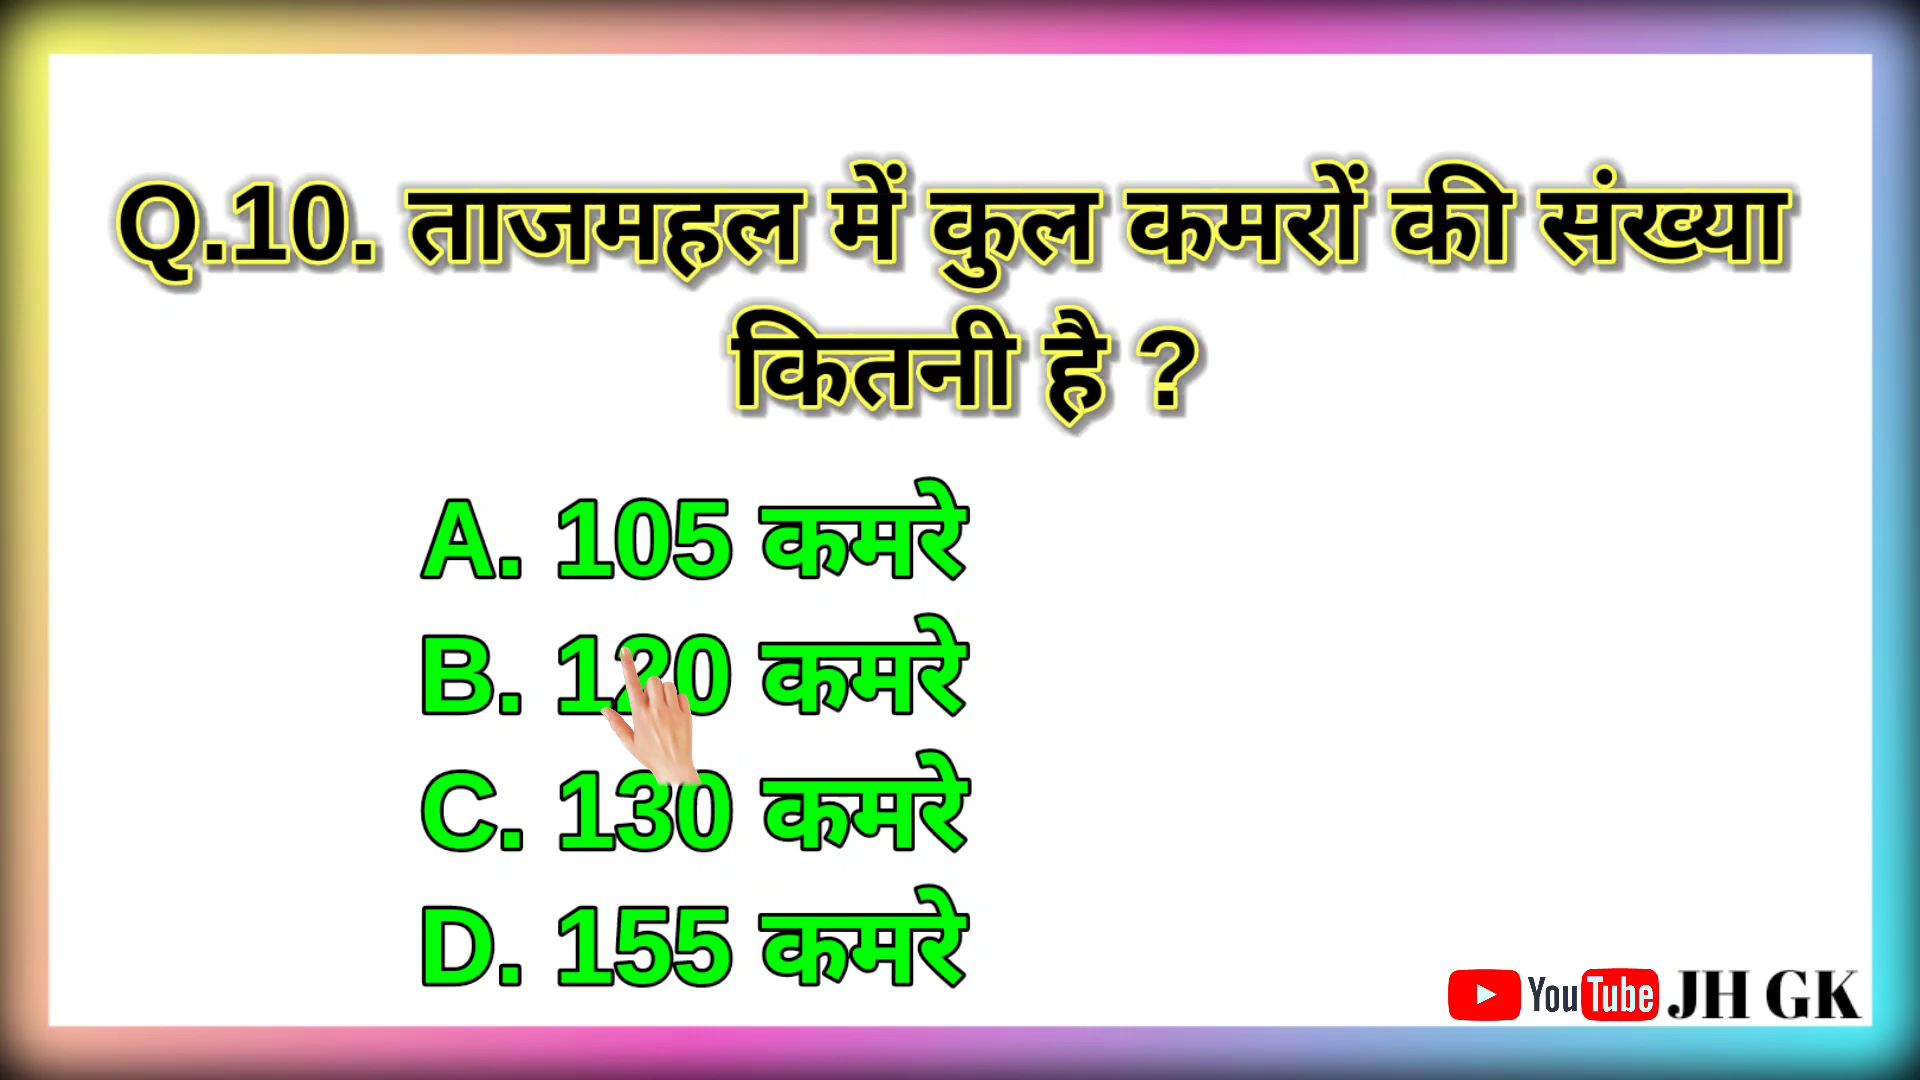 Q.10. ताजमहल में कुल कमरों की संख्या
कितनी है ?
A. 105 कमरे
B. 120 कमरे
C. 130 कमरे
D. 155 कमरे
YouTube JH GK